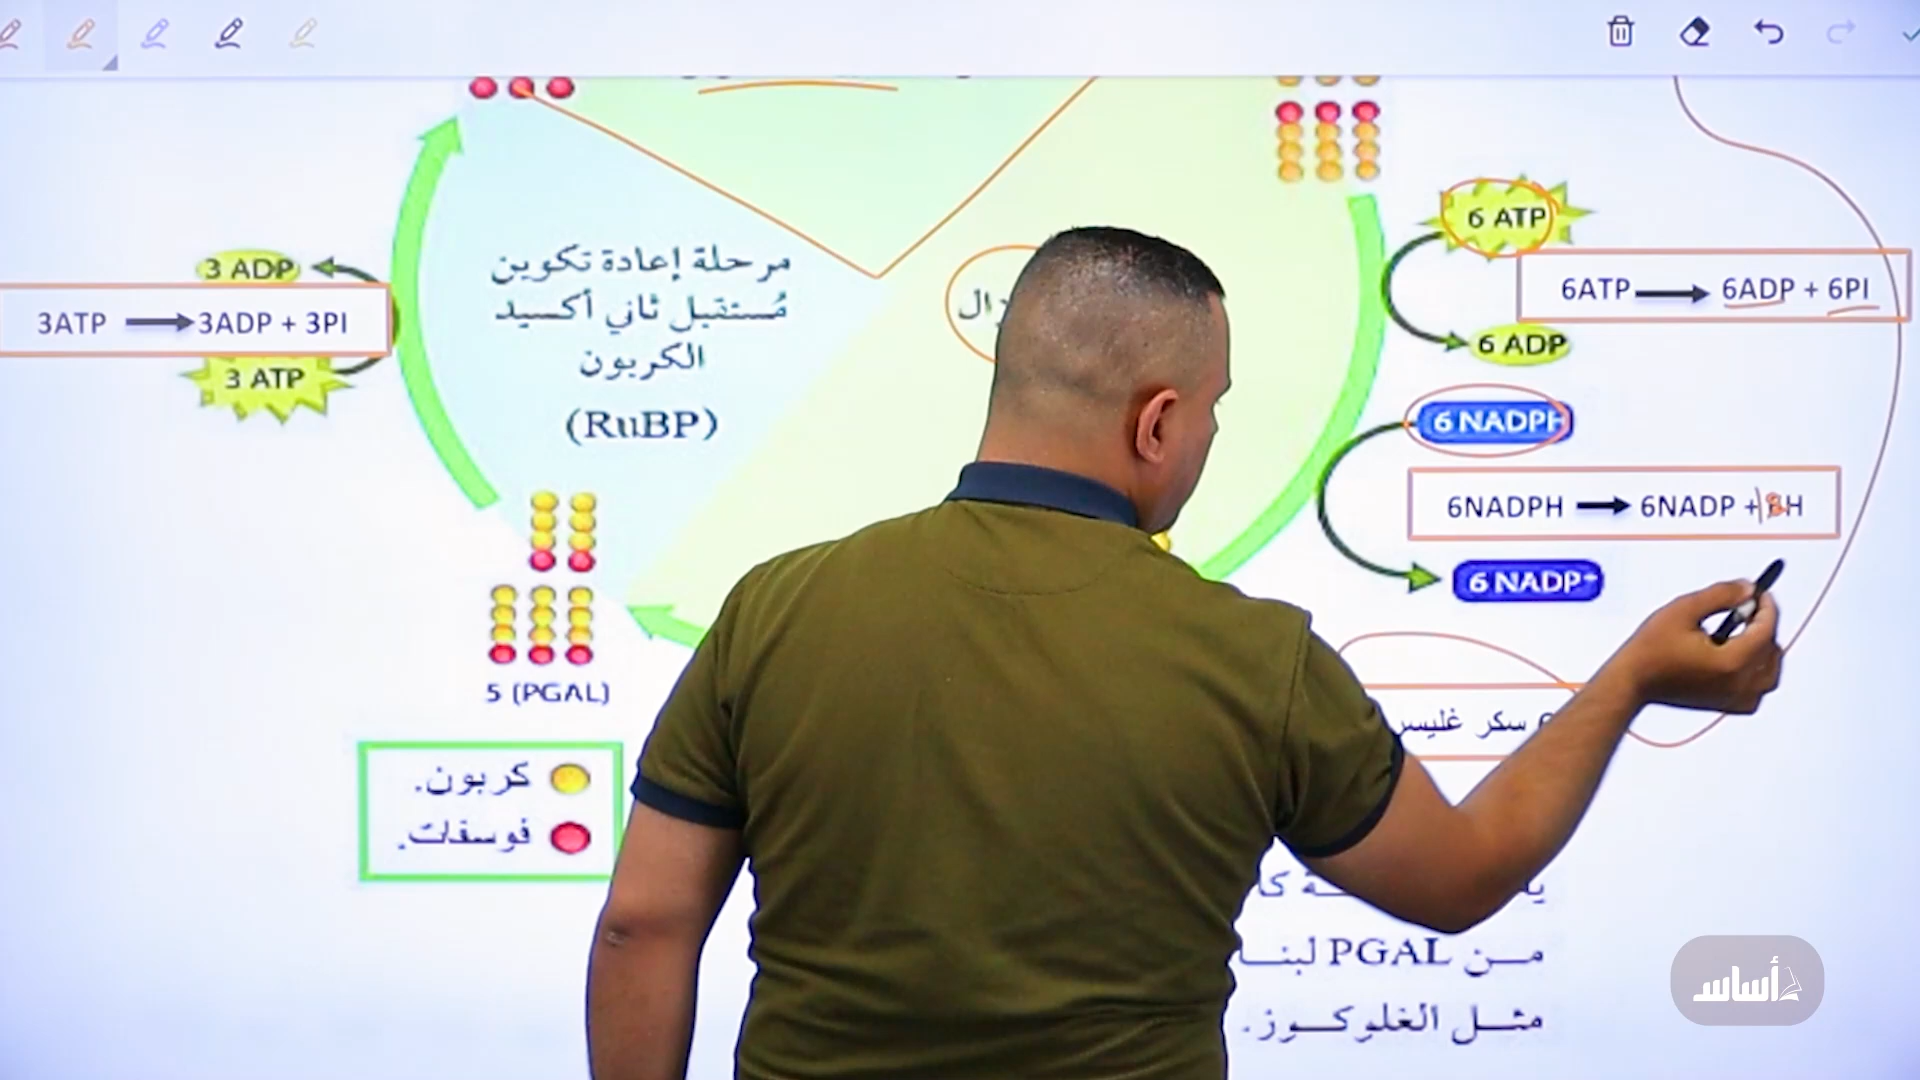 6 ATP
6ATP → 6ADP + 6PI
6 ADP
6 NADPH
6NADPH → 6NADP + H
6 NADP+
3 ADP
3ATP → 3ADP + 3PI
3 ATP
مرحلة إعادة تكوين
مُستقبل ثاني أكسيد
الكربون
(RuBP)
5 (PGAL)
كربون.
فوسفات.
سكر
من PGAL
مثل الغلوكوز.
أساس